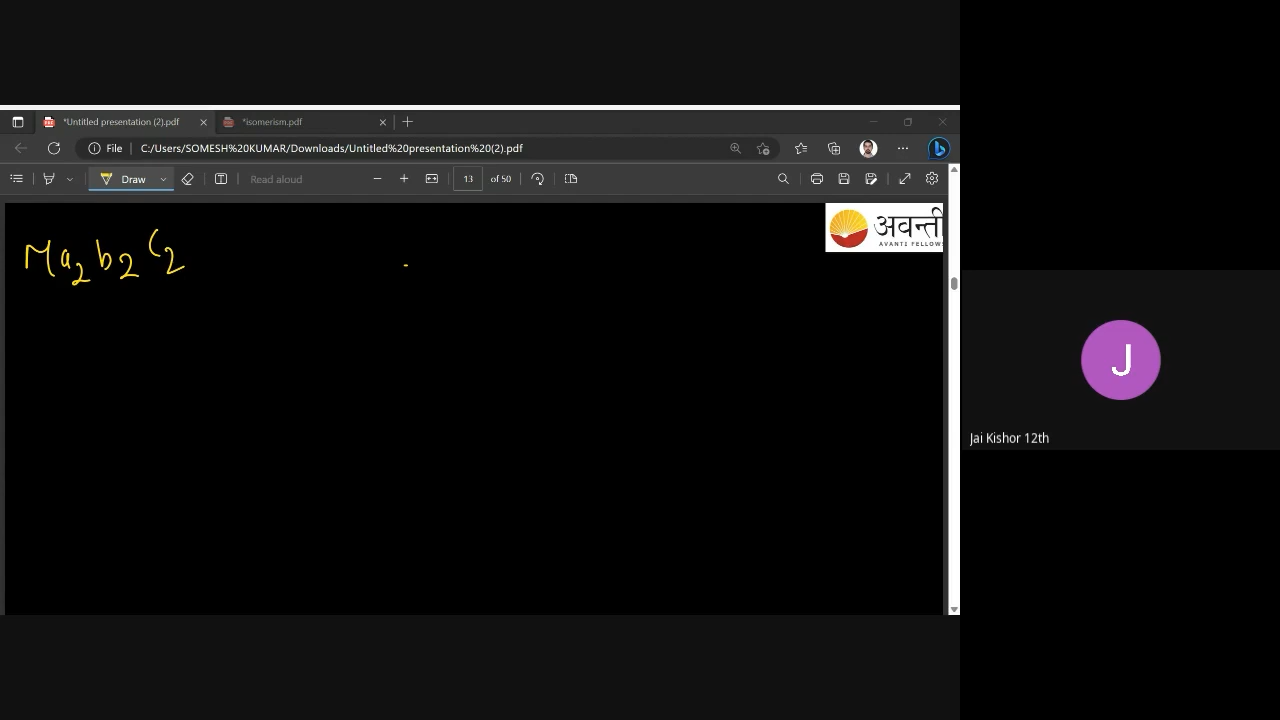 *Untitled presentation (2).pdf
*isomerism.pdf
File
C:/Users/SOMESH%20KUMAR/Downloads/Untitled%20presentation%20(2).pdf
Draw
Read aloud
13 of 50
अवन्ती
AVANTI FELLOWS
Ma₂b₂C₂
J
Jai Kishor 12th